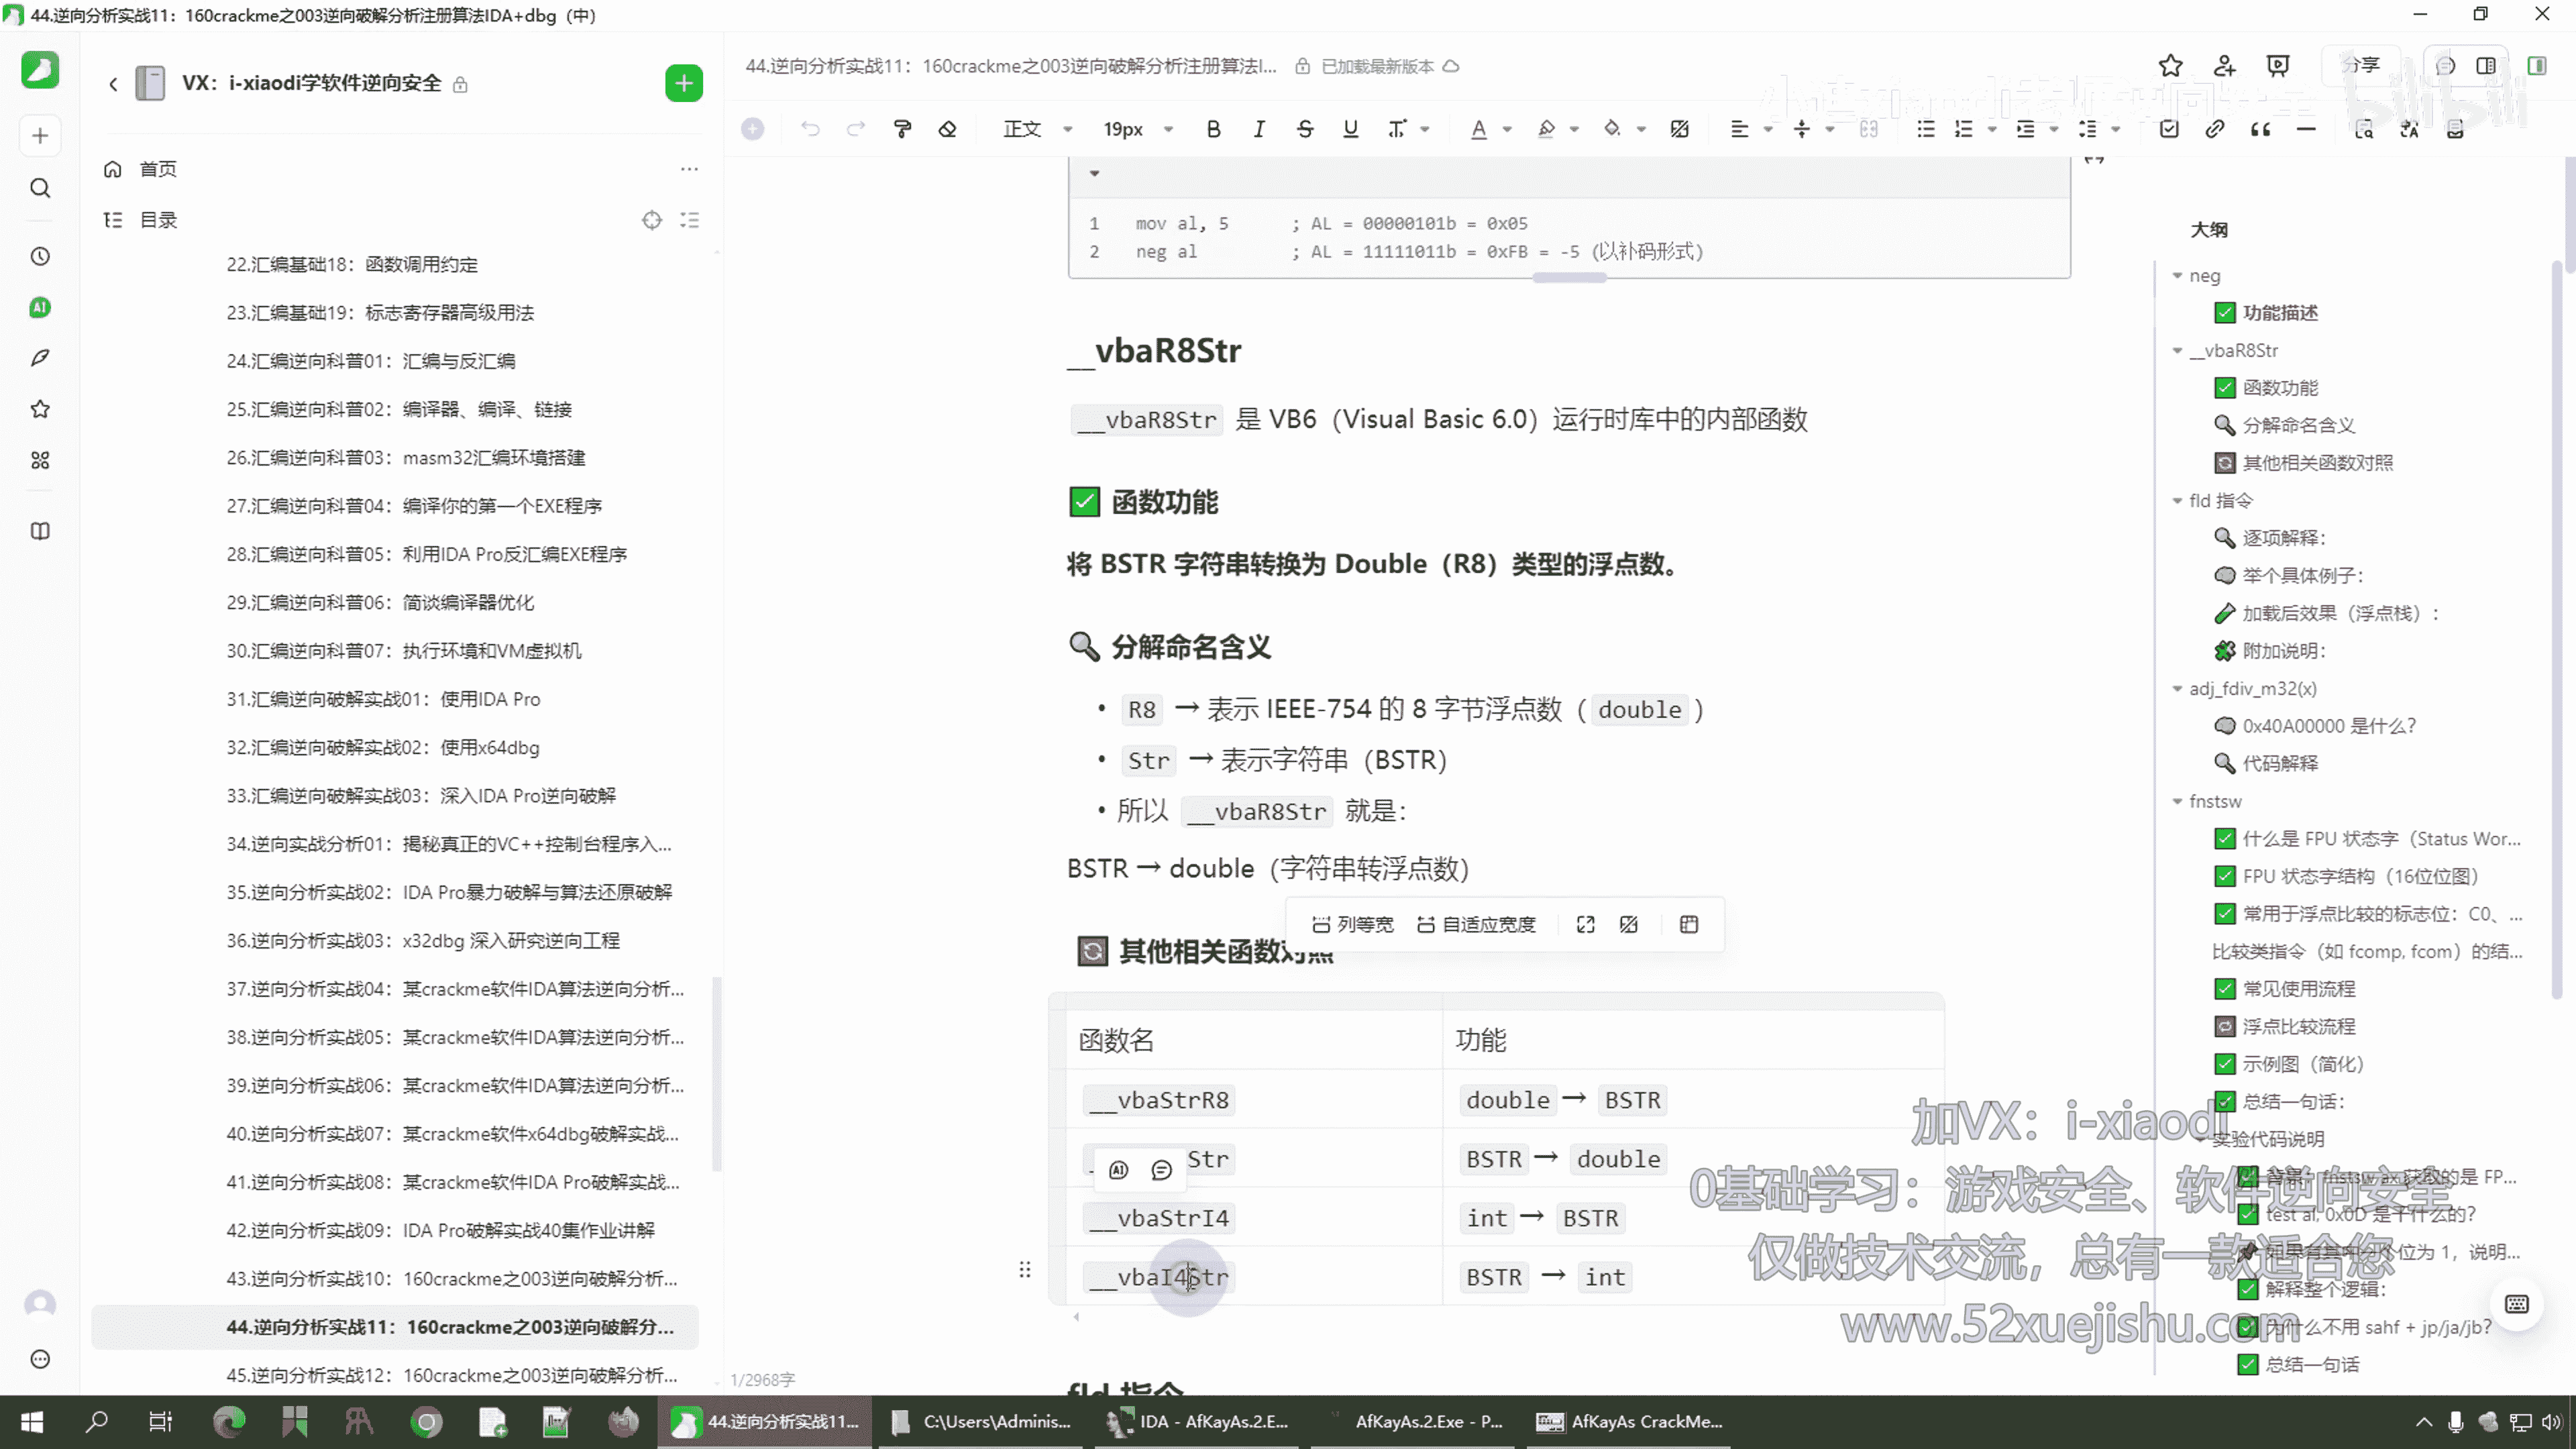 44.逆向分析实战11：160crackme之003逆向破解分析注册算法IDA+dbg（中）
VX：i-xiaodi学软件逆向安全
44.逆向分析实战11：160crackme之003逆向破解分析注册算法I...
已加载最新版本
分享
bilibili
正文
19px
首页
目录
22.汇编基础18：函数调用约定
23.汇编基础19：标志寄存器高级用法
24.汇编逆向科普01：汇编与反汇编
25.汇编逆向科普02：编译器、编译、链接
26.汇编逆向科普03：masm32汇编环境搭建
27.汇编逆向科普04：编译你的第一个EXE程序
28.汇编逆向科普05：利用IDA Pro反汇编EXE程序
29.汇编逆向科普06：简谈编译器优化
30.汇编逆向科普07：执行环境和VM虚拟机
31.汇编逆向破解实战01：使用IDA Pro
32.汇编逆向破解实战02：使用x64dbg
33.汇编逆向破解实战03：深入IDA Pro逆向破解
34.逆向实战分析01：揭秘真正的VC++控制台程序入...
35.逆向分析实战02：IDA Pro暴力破解与算法还原破解
36.逆向分析实战03：x32dbg 深入研究逆向工程
37.逆向分析实战04：某crackme软件IDA算法逆向分析...
38.逆向分析实战05：某crackme软件IDA算法逆向分析...
39.逆向分析实战06：某crackme软件IDA算法逆向分析...
40.逆向分析实战07：某crackme软件x64dbg破解实战...
41.逆向分析实战08：某crackme软件IDA Pro破解实战...
42.逆向分析实战09：IDA Pro破解实战40集作业讲解
43.逆向分析实战10：160crackme之003逆向破解分析...
44.逆向分析实战11：160crackme之003逆向破解分...
45.逆向分析实战12：160crackme之003逆向破解分析...
1 mov al, 5 ; AL = 00000101b = 0x05
2 neg al ; AL = 11111011b = 0xFB = -5 (以补码形式)
__vbaR8Str
__vbaR8Str 是 VB6（Visual Basic 6.0）运行时库中的内部函数
函数功能
将 BSTR 字符串转换为 Double（R8）类型的浮点数。
分解命名含义
• R8 → 表示 IEEE-754 的 8 字节浮点数（ double ）
• Str → 表示字符串（BSTR）
• 所以 __vbaR8Str 就是：
BSTR → double（字符串转浮点数）
列等宽 自适应宽度
其他相关函数对照
函数名 功能
__vbaStrR8 double → BSTR
Str BSTR → double
__vbaStrI4 int → BSTR
__vbaI4Str BSTR → int
fld 指令
1/2968字
大纲
neg
功能描述
__vbaR8Str
函数功能
分解命名含义
其他相关函数对照
fld 指令
逐项解释：
举个具体例子：
加载后效果（浮点栈）：
附加说明：
adj_fdiv_m32(x)
0x40A00000 是什么？
代码解释
fnstsw
什么是 FPU 状态字（Status Wor...
FPU 状态字结构（16位位图）
常用于浮点比较的标志位：C0、...
比较类指令（如 fcomp, fcom）的结...
常见使用流程
浮点比较流程
示例图（简化）
总结一句话：
实验代码说明
背景：fnstsw ax 获取的是 FP...
test al, 0x0D 是干什么的？
如果有其中一个位为 1，说明...
解释整个逻辑：
为什么不用 sahf + jp/ja/jb？
总结一句话
加VX：i-xiaodi
0基础学习：游戏安全、软件逆向安全
仅做技术交流，总有一款适合您
www.52xuejishu.com
44.逆向分析实战11...
C:\Users\Adminis...
IDA - AfKayAs.2.E...
AfKayAs.2.Exe - P...
AfKayAs CrackMe...